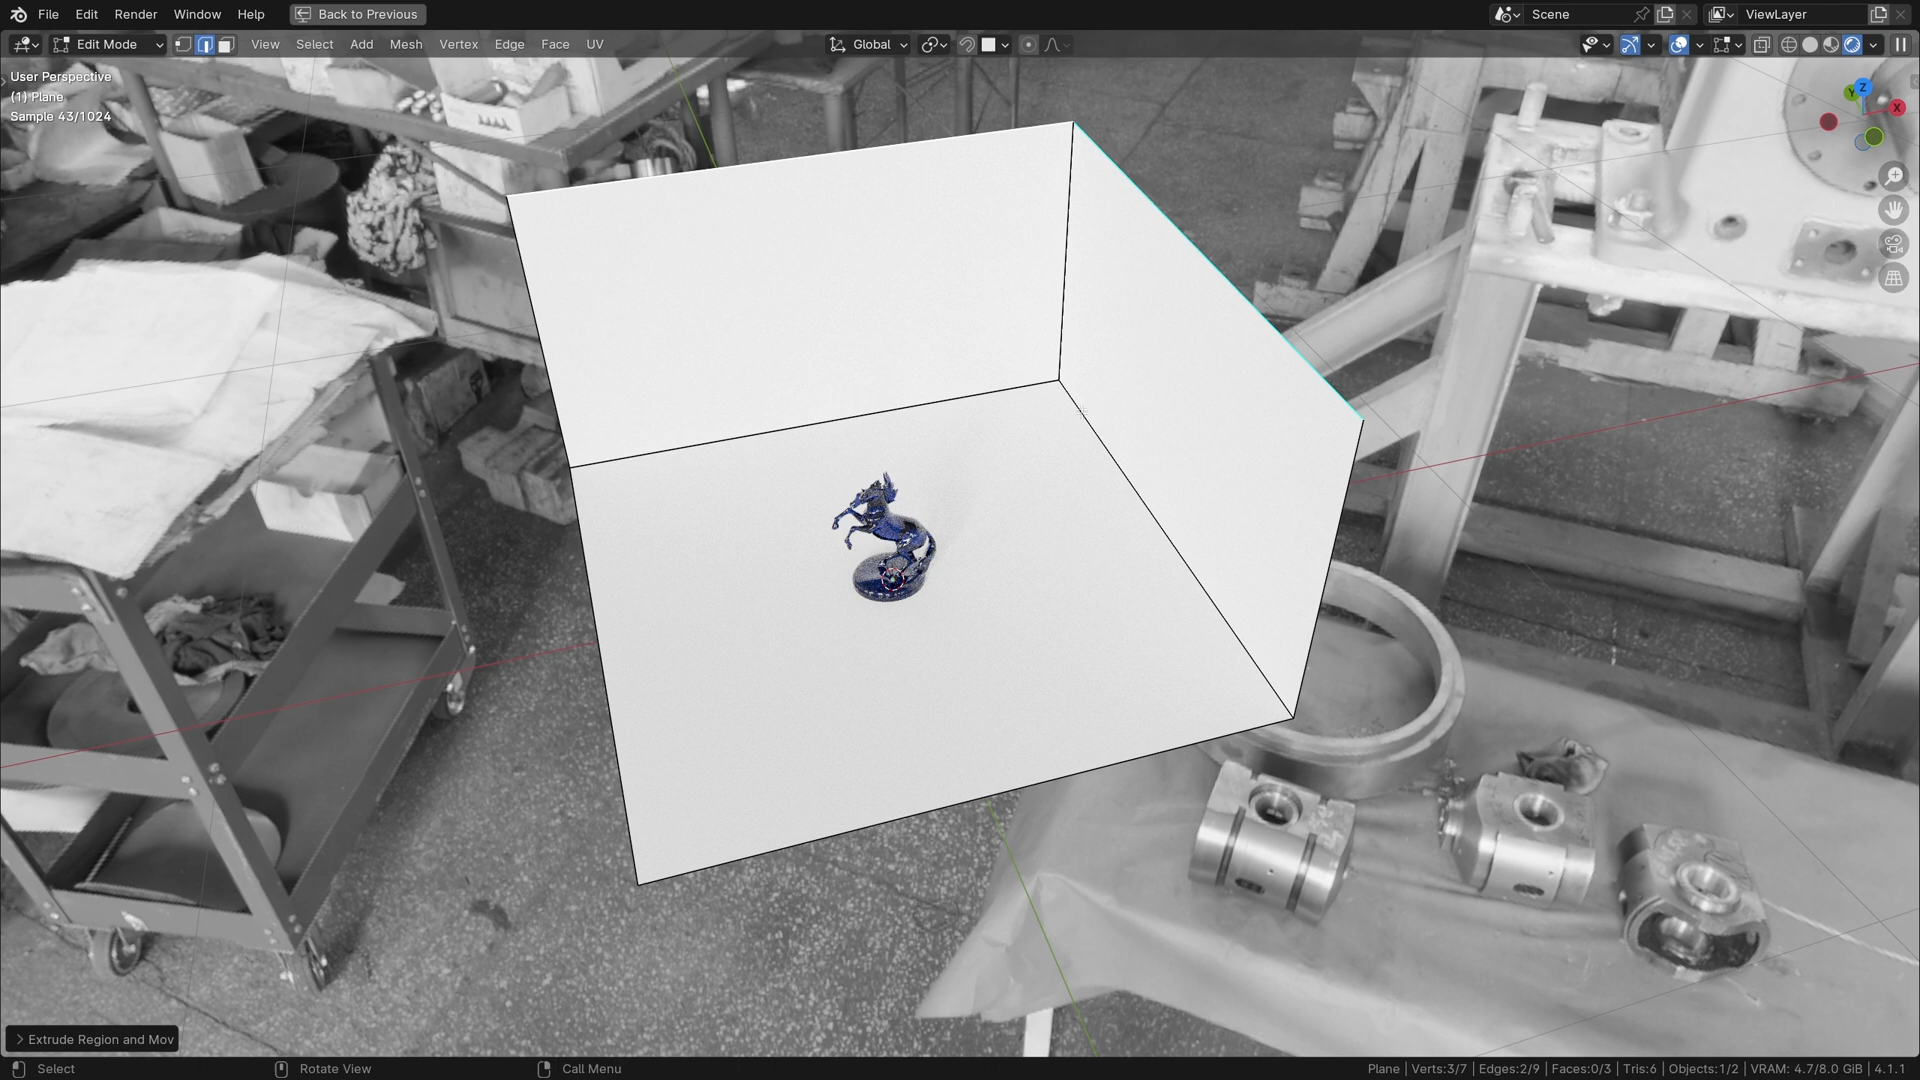 File Edit Render Window Help Back to Previous Scene ViewLayer
Edit Mode View Select Add Mesh Vertex Edge Face UV Global
User Perspective
(1) Plane
Sample 43/1024
Z
Y
X
Extrude Region and Mov
Select Rotate View Call Menu Plane | Verts:3/7 | Edges:2/9 | Faces:0/3 | Tris:6 | Objects:1/2 | VRAM: 4.7/8.0 GiB | 4.1.1